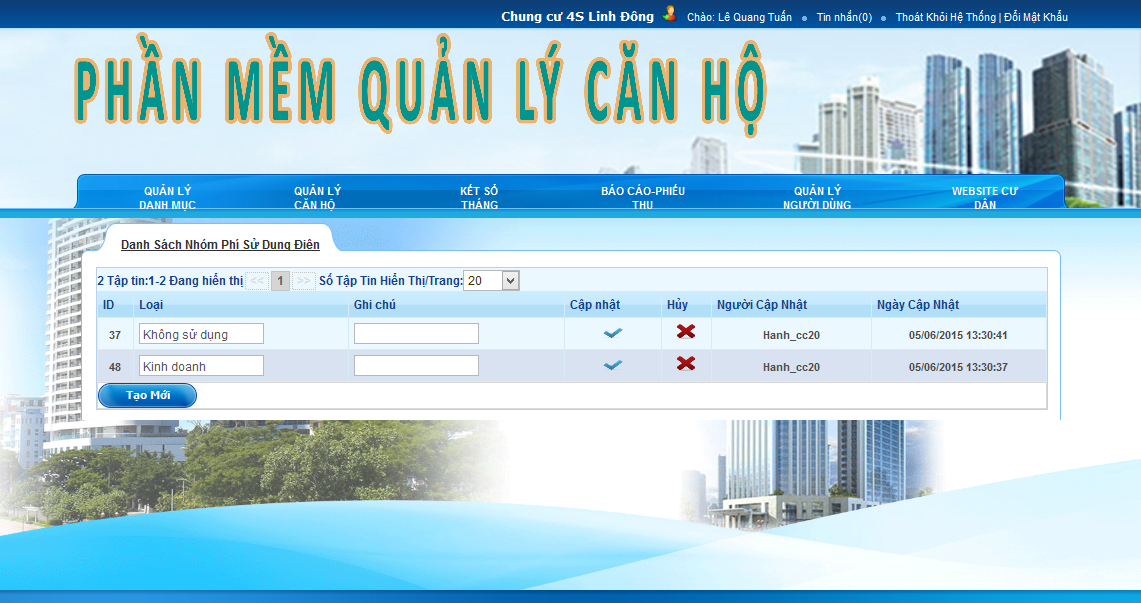 Chung cư 4S Linh Đông Chào: Lê Quang Tuấn Tin nhắn(0) Thoát Khỏi Hệ Thống | Đổi Mật Khẩu
PHẦN MỀM QUẢN LÝ CĂN HỘ
QUẢN LÝ DANH MỤC
QUẢN LÝ CĂN HỘ
KẾT SỔ THÁNG
BÁO CÁO-PHIẾU THU
QUẢN LÝ NGƯỜI DÙNG
WEBSITE CƯ DÂN
Danh Sách Nhóm Phí Sử Dụng Điện
2 Tập tin:1-2 Đang hiển thị << 1 >> Số Tập Tin Hiển Thị/Trang: 20
ID Loại Ghi chú Cập nhật Hủy Người Cập Nhật Ngày Cập Nhật
37 Không sử dụng Hanh_cc20 05/06/2015 13:30:41
48 Kinh doanh Hanh_cc20 05/06/2015 13:30:37
Tạo Mới